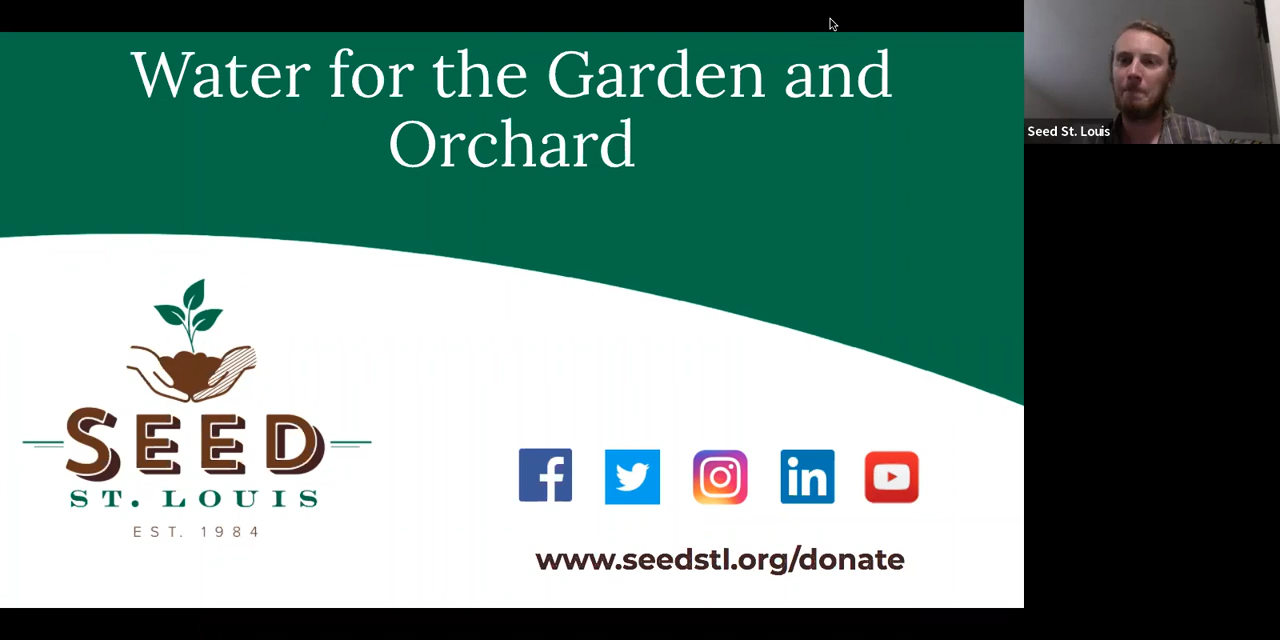 Water for the Garden and
Orchard
Seed St. Louis
SEED
ST. LOUIS
EST. 1984
www.seedstl.org/donate